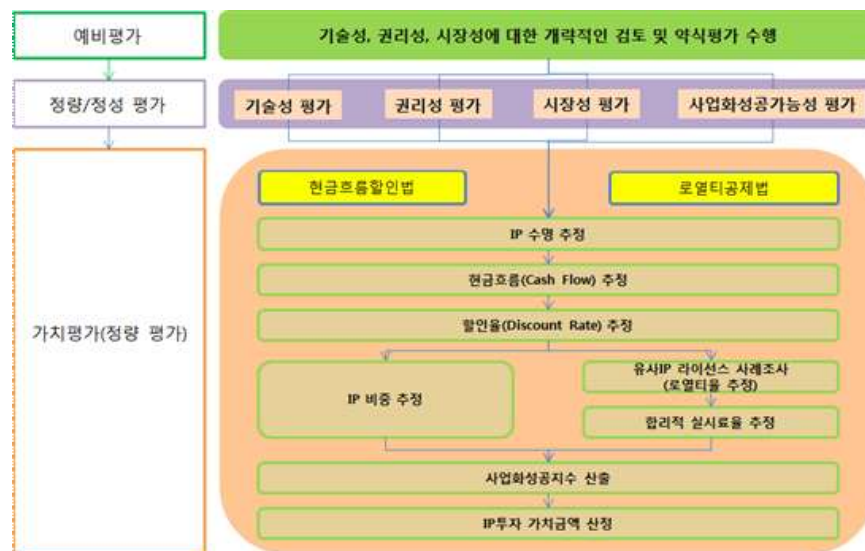 예비평가
기술성, 권리성, 시장성에 대한 개략적인 검토 및 약식평가 수행
정량/정성 평가
기술성 평가
권리성 평가
시장성 평가
사업화성공가능성 평가
가치평가(정량 평가)
현금흐름할인법
로열티공제법
IP 수명 추정
현금흐름(Cash Flow) 추정
할인율(Discount Rate) 추정
IP 비중 추정
유사IP 라이선스 사례조사
(로열티율 추정)
합리적 실시료율 추정
사업화성공지수 산출
IP투자 가치금액 산정